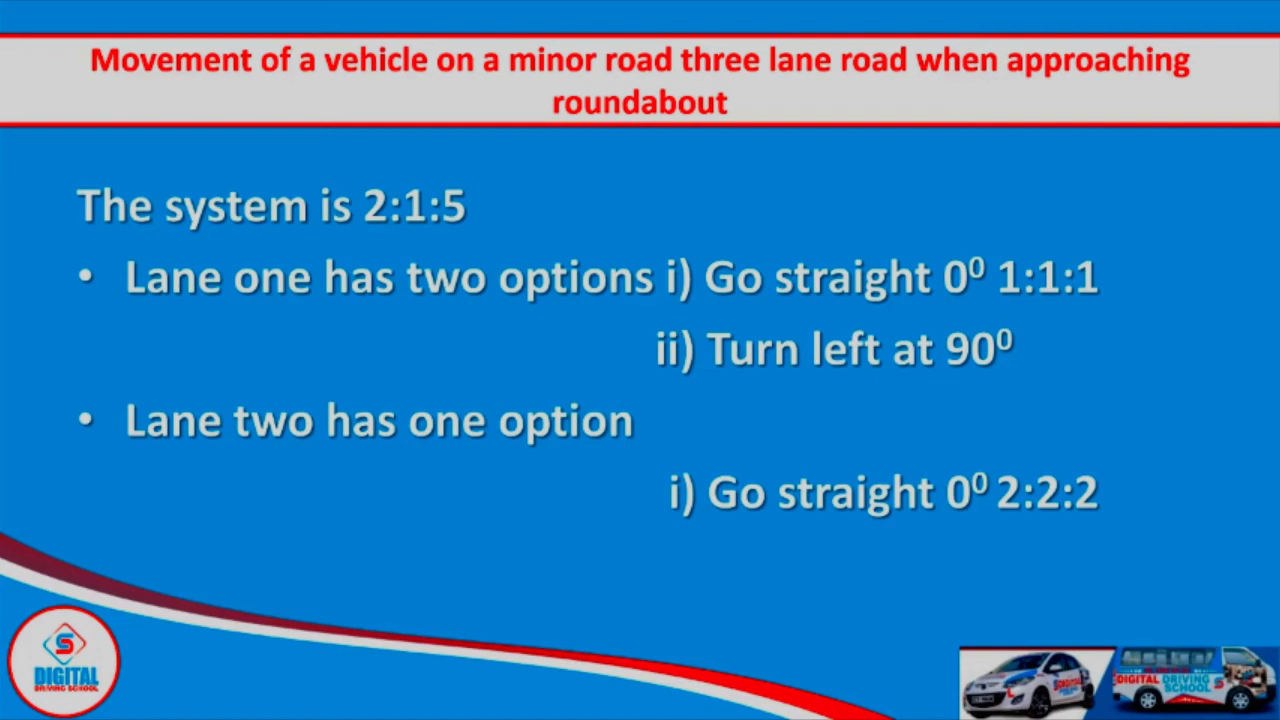 Movement of a vehicle on a minor road three lane road when approaching
roundabout
The system is 2:1:5
• Lane one has two options i) Go straight 0⁰ 1:1:1
ii) Turn left at 90⁰
• Lane two has one option
i) Go straight 0⁰ 2:2:2
S
DIGITAL
DRIVING SCHOOL
DIGITAL DRIVING
SCHOOL